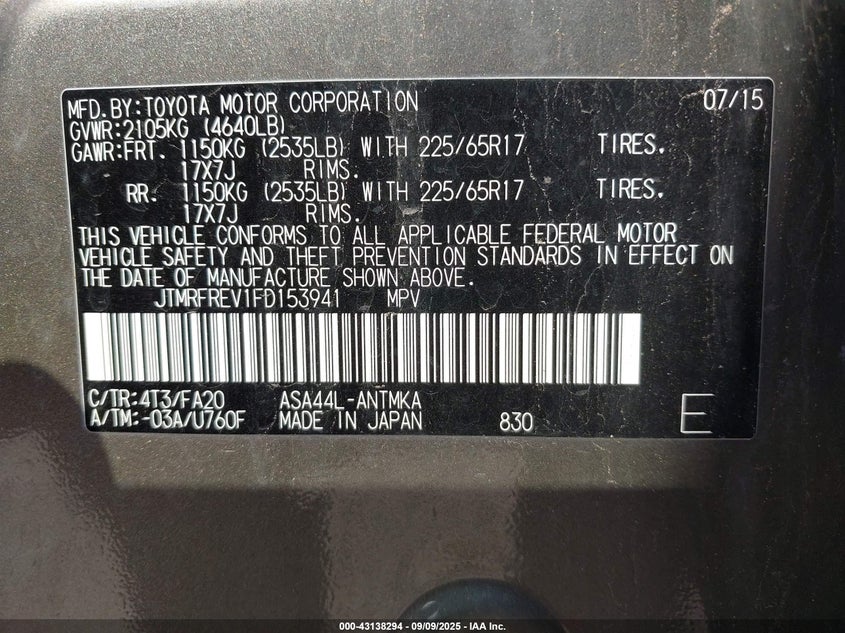 MFD.BY:TOYOTA MOTOR CORPORATION 07/15
GVWR:2105KG (4640LB)
GAWR:FRT. 1150KG (2535LB) WITH 225/65R17 TIRES.
17X7J RIMS.
RR. 1150KG (2535LB) WITH 225/65R17 TIRES.
17X7J RIMS.
THIS VEHICLE CONFORMS TO ALL APPLICABLE FEDERAL MOTOR
VEHICLE SAFETY AND THEFT PREVENTION STANDARDS IN EFFECT ON
THE DATE OF MANUFACTURE SHOWN ABOVE.
JTMRFREV1FD153941 MPV
C/TR:4T3/FA20 ASA44L-ANTMKA
A/TM:-03A/U760F MADE IN JAPAN 830 E
000-43138294 - 09/09/2025 - IAA Inc.